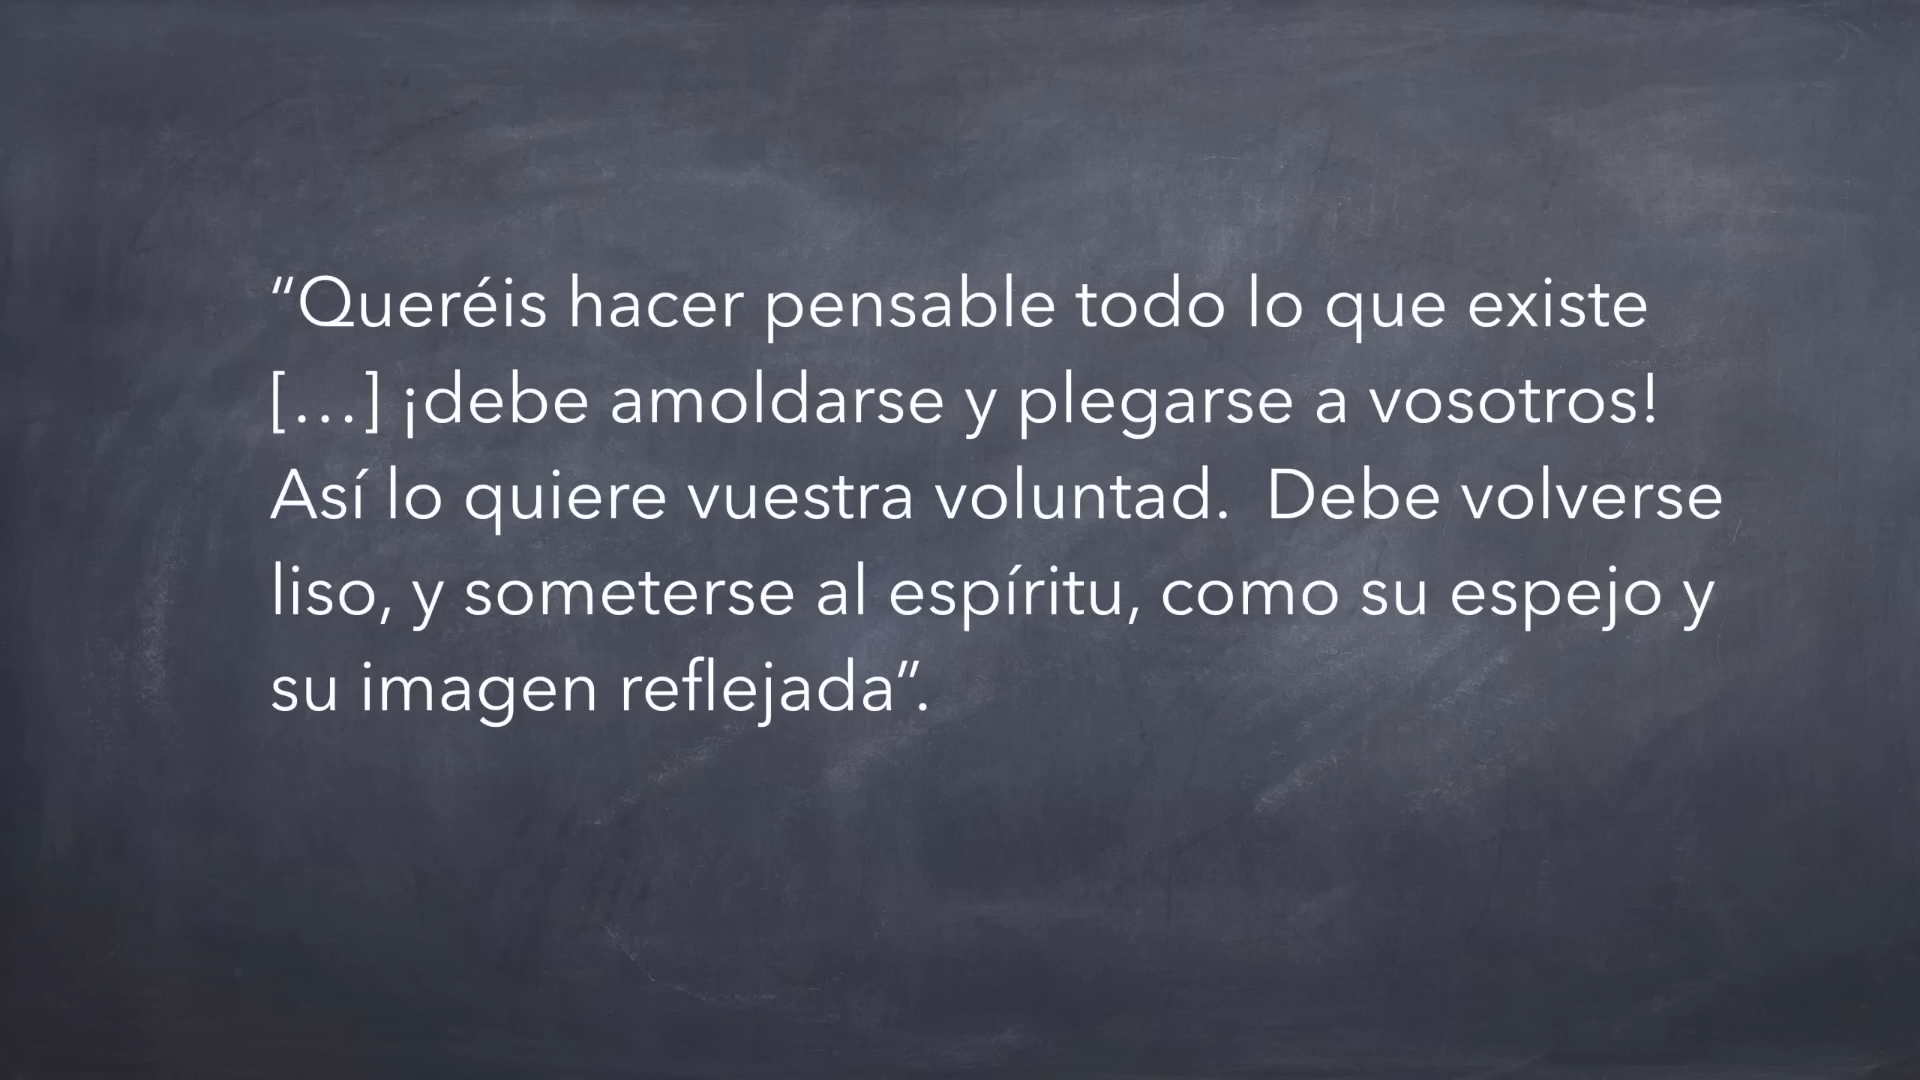 “Queréis hacer pensable todo lo que existe
[…] ¡debe amoldarse y plegarse a vosotros!
Así lo quiere vuestra voluntad.  Debe volverse
liso, y someterse al espíritu, como su espejo y
su imagen reflejada”.